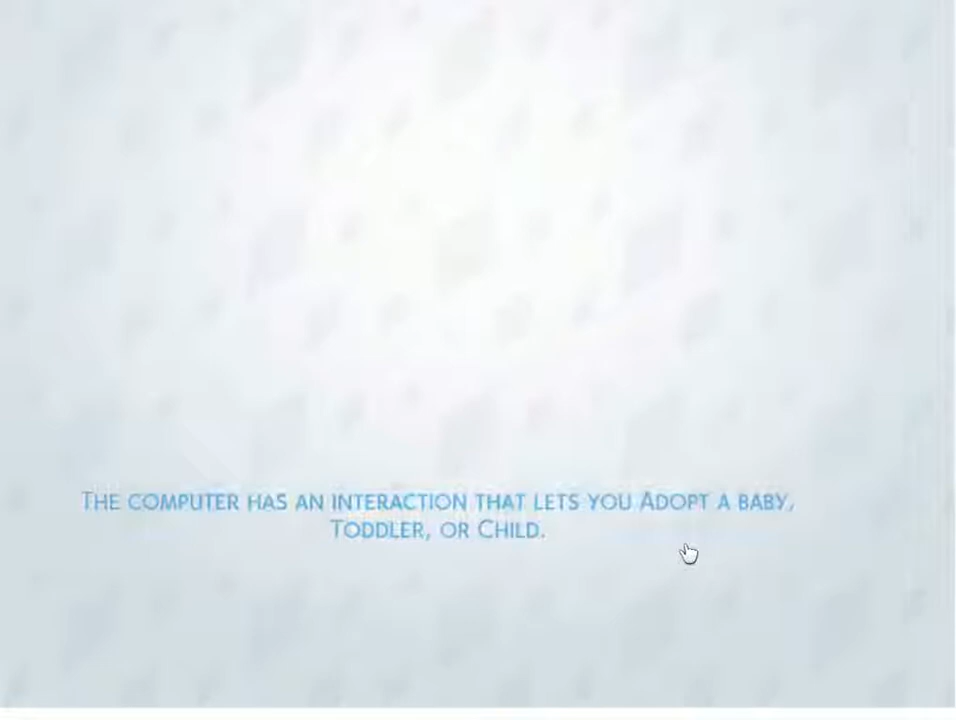 The computer has an interaction that lets you Adopt a baby,
Toddler, or Child.